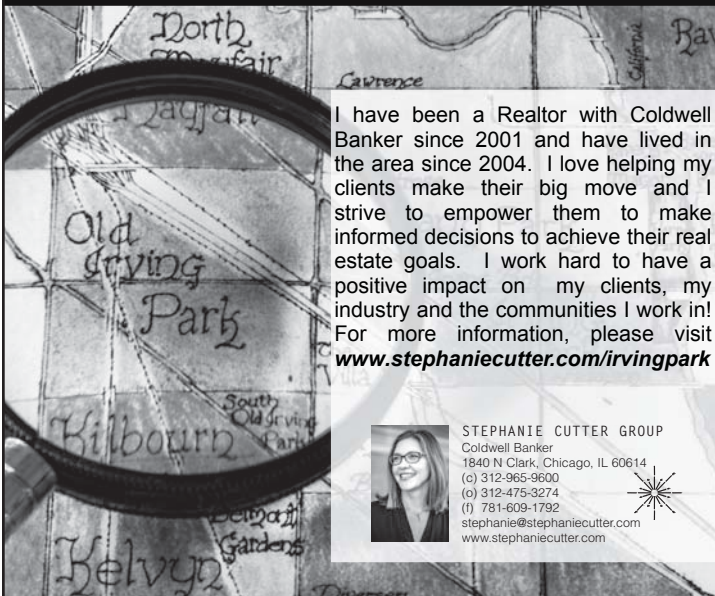 North
Mayfair
Mayfair
Lawrence
California
Old
Irving
Park
Kilbourn
South
Old Irving
Park
Villa
Belmont
Gardens
Kelvyn
Diversey
I have been a Realtor with Coldwell
Banker since 2001 and have lived in
the area since 2004. I love helping my
clients make their big move and I
strive to empower them to make
informed decisions to achieve their real
estate goals. I work hard to have a
positive impact on my clients, my
industry and the communities I work in!
For more information, please visit
www.stephaniecutter.com/irvingpark
STEPHANIE CUTTER GROUP
Coldwell Banker
1840 N Clark, Chicago, IL 60614
(c) 312-965-9600
(o) 312-475-3274
(f) 781-609-1792
stephanie@stephaniecutter.com
www.stephaniecutter.com